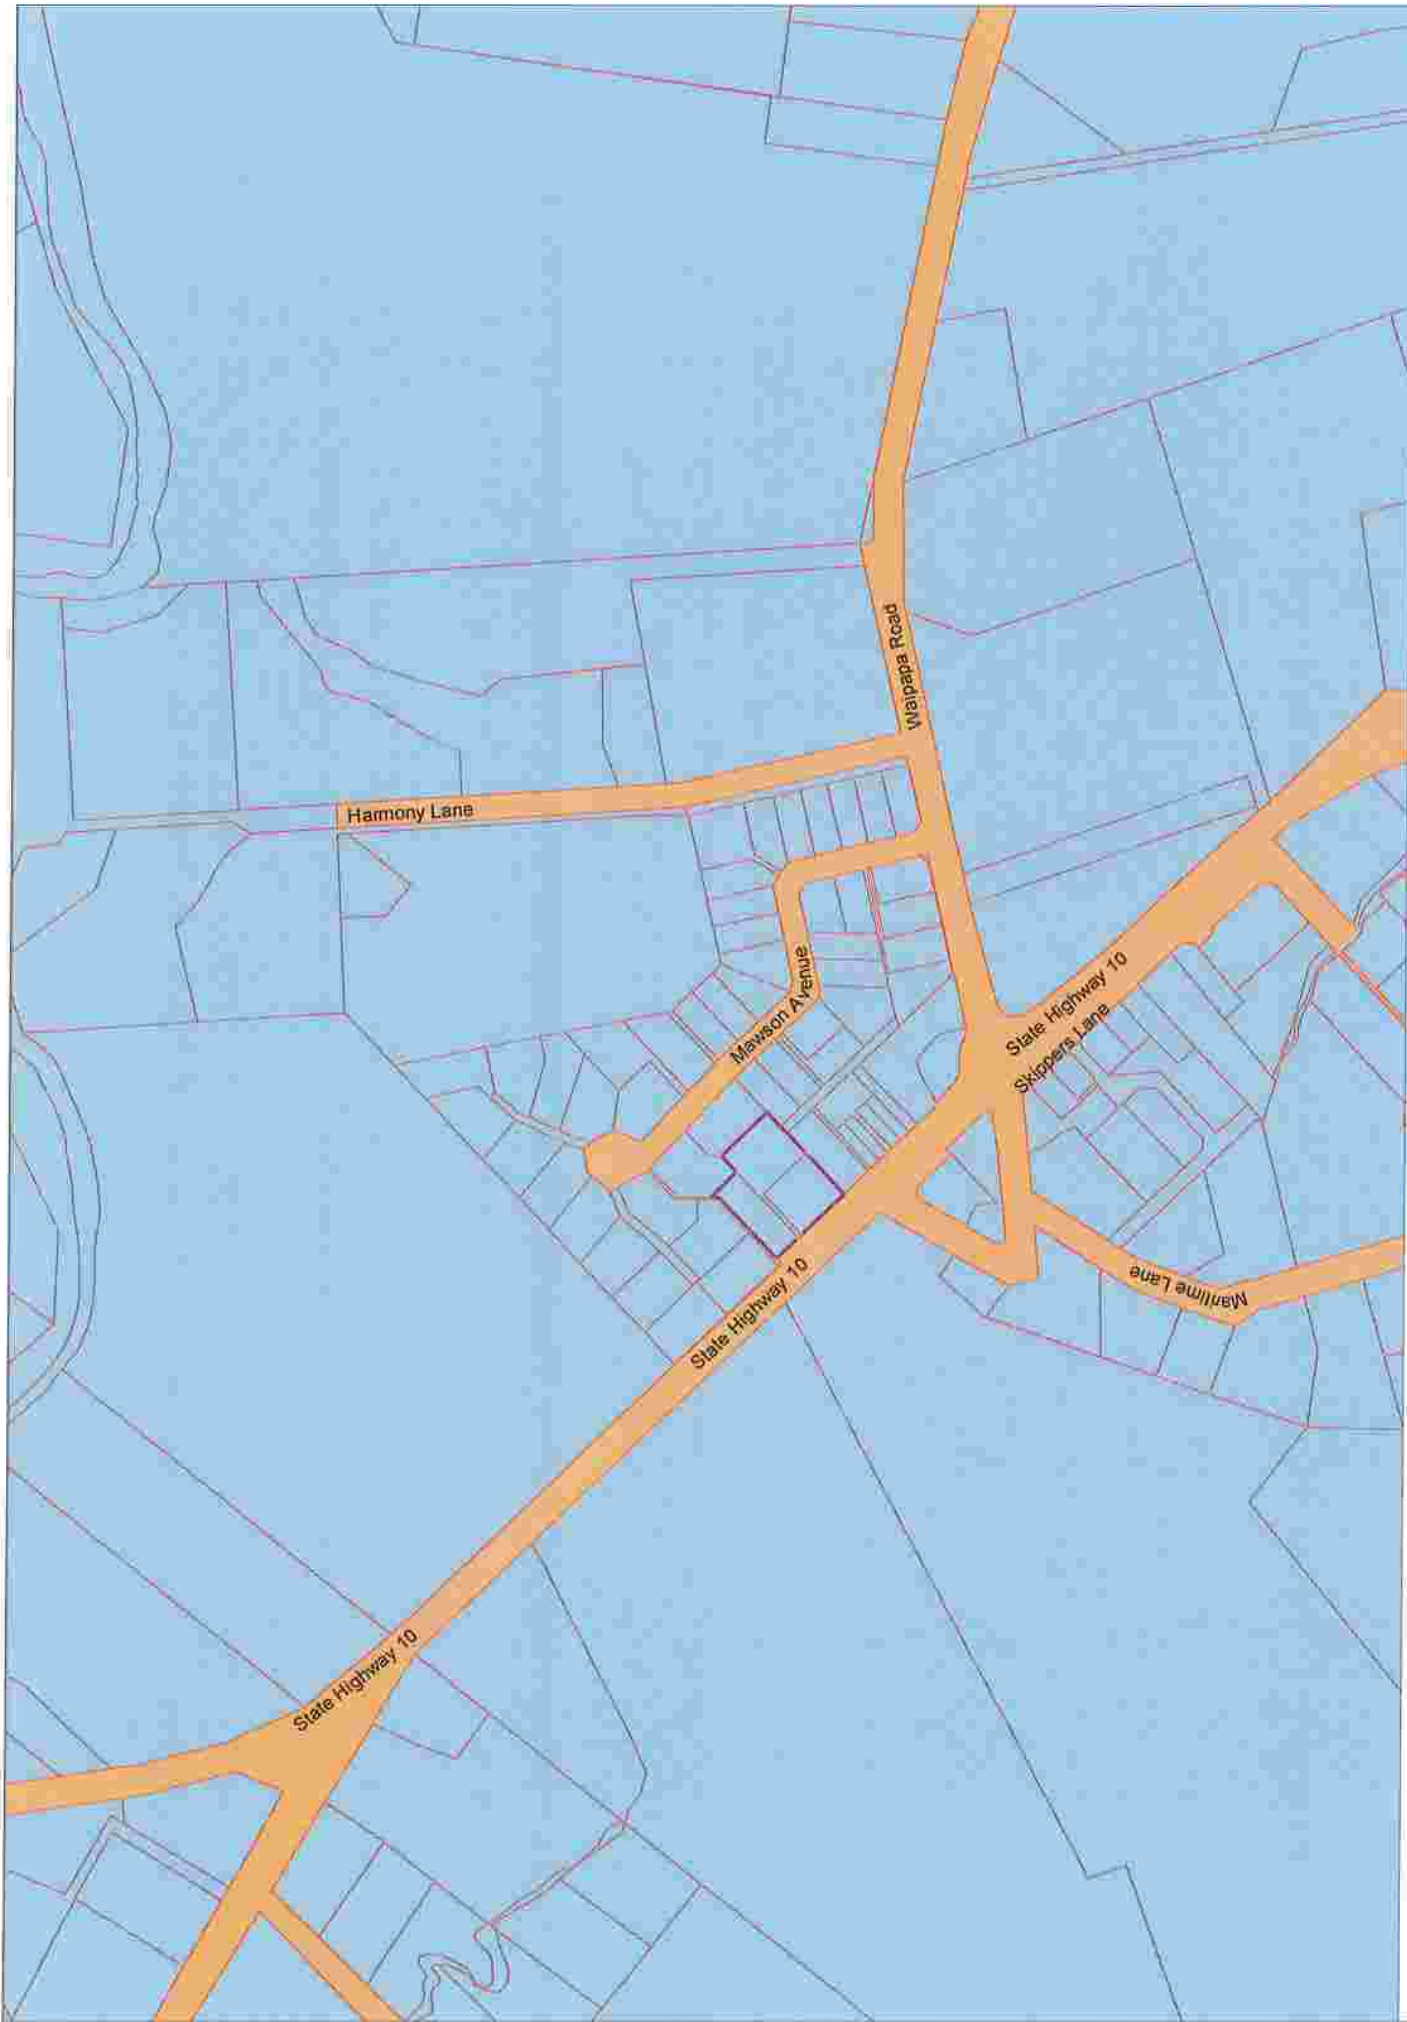 Waipapa Road
Harmony Lane
Mawson Avenue
State Highway 10
Skippers Lane
Maritime Lane
State Highway 10
State Highway 10